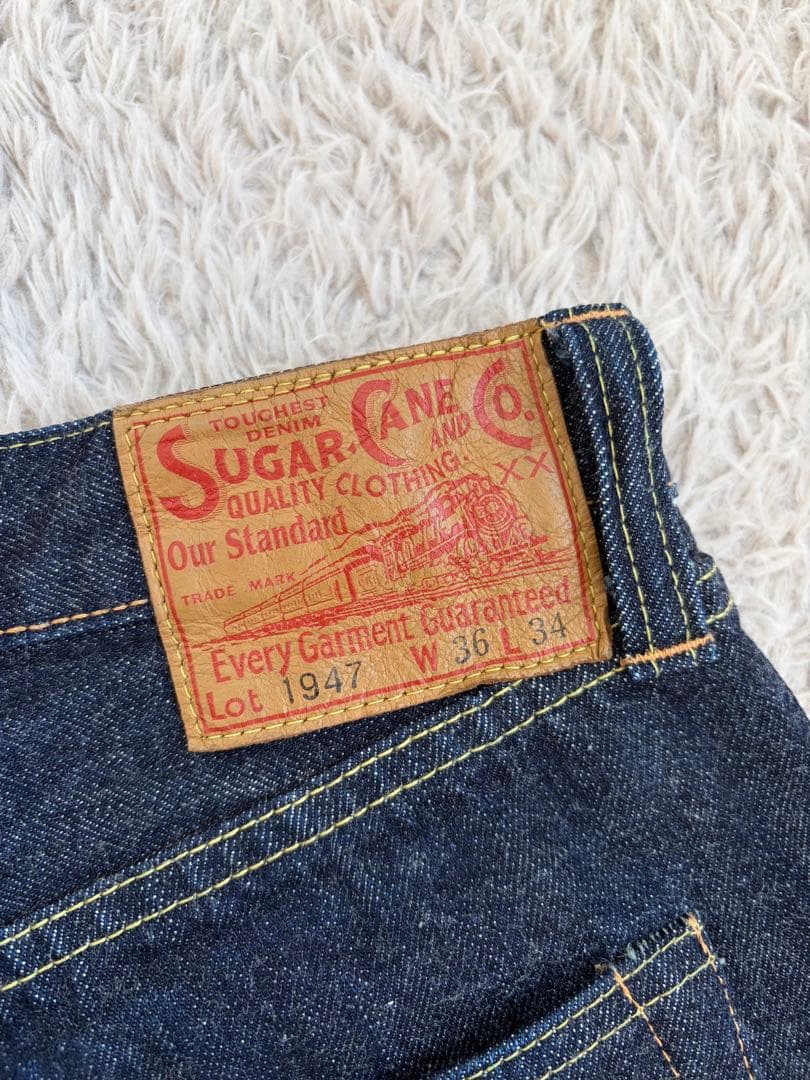 TOUGHEST
DENIM
SUGAR CANE AND Co.
QUALITY CLOTHING.
XX
Our Standard
TRADE MARK
Every Garment Guaranteed
Lot 1947 W 36 L 34